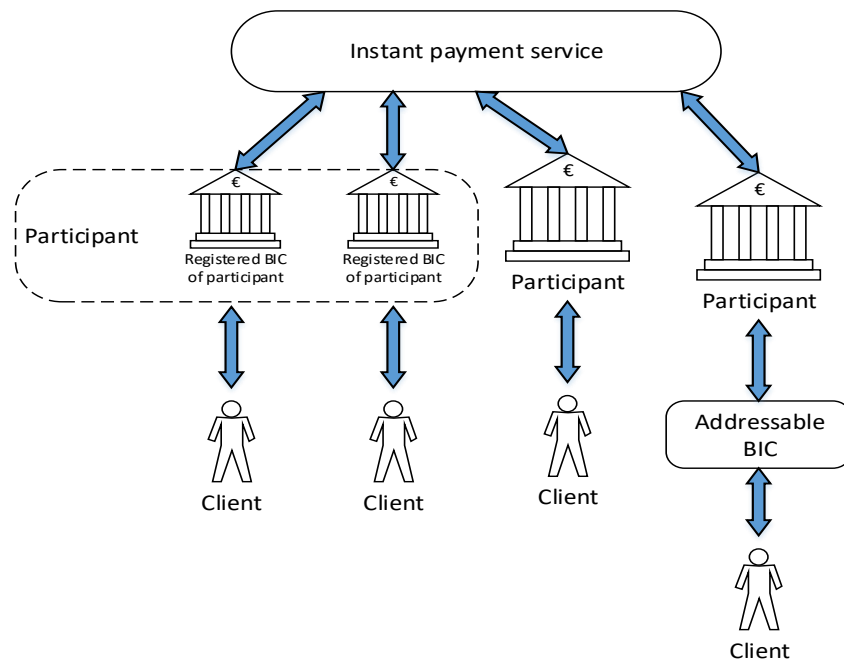 Instant payment service
€
€
€
€
Participant
Registered BIC
of participant
Registered BIC
of participant
Participant
Participant
Addressable
BIC
Client
Client
Client
Client